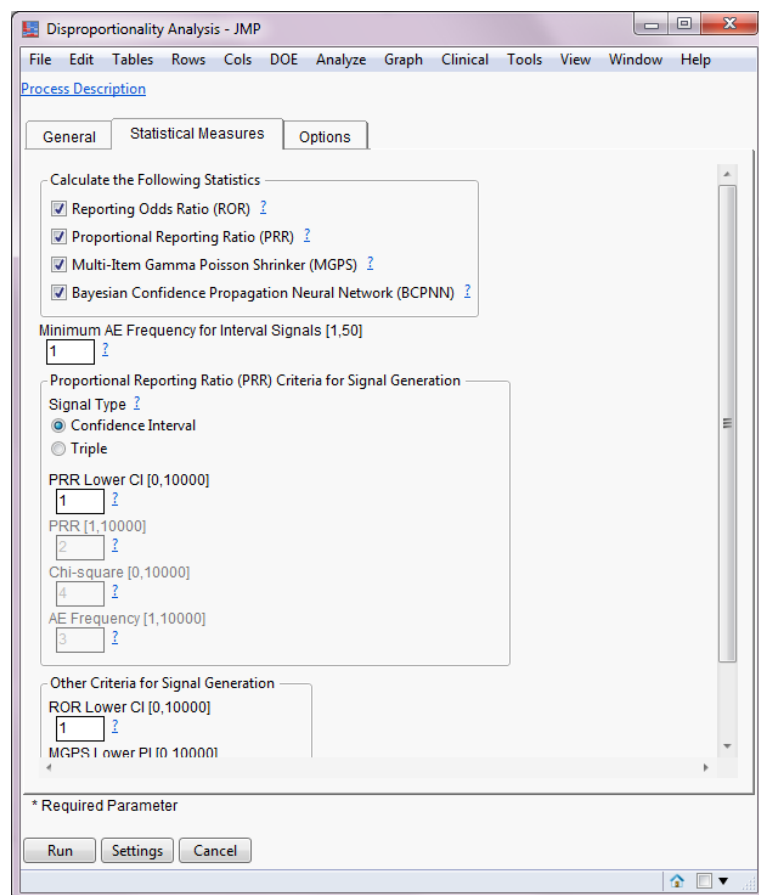 Disproportionality Analysis - JMP
File Edit Tables Rows Cols DOE Analyze Graph Clinical Tools View Window Help
Process Description
General Statistical Measures Options
Calculate the Following Statistics
Reporting Odds Ratio (ROR) ?
Proportional Reporting Ratio (PRR) ?
Multi-Item Gamma Poisson Shrinker (MGPS) ?
Bayesian Confidence Propagation Neural Network (BCPNN) ?
Minimum AE Frequency for Interval Signals [1,50]
1 ?
Proportional Reporting Ratio (PRR) Criteria for Signal Generation
Signal Type ?
Confidence Interval
Triple
PRR Lower CI [0,10000]
1 ?
PRR [1,10000]
2 ?
Chi-square [0,10000]
4 ?
AE Frequency [1,10000]
3 ?
Other Criteria for Signal Generation
ROR Lower CI [0,10000]
1 ?
MGPS Lower PI [0,10000]
* Required Parameter
Run Settings Cancel